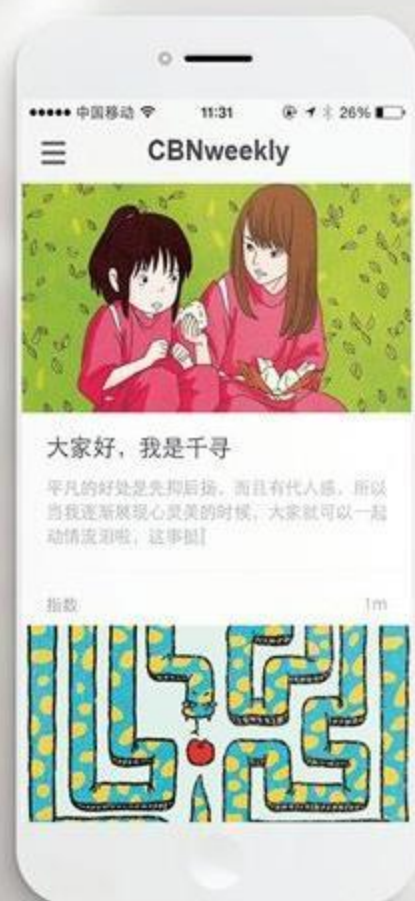 中国移动 11:31 26%
CBNweekly
大家好，我是千寻
平凡的好处是先抑后扬，而且有代入感，所以
当我逐渐展现心灵美的时候，大家就可以一起
动情流泪啦，这事挺
指数 1m